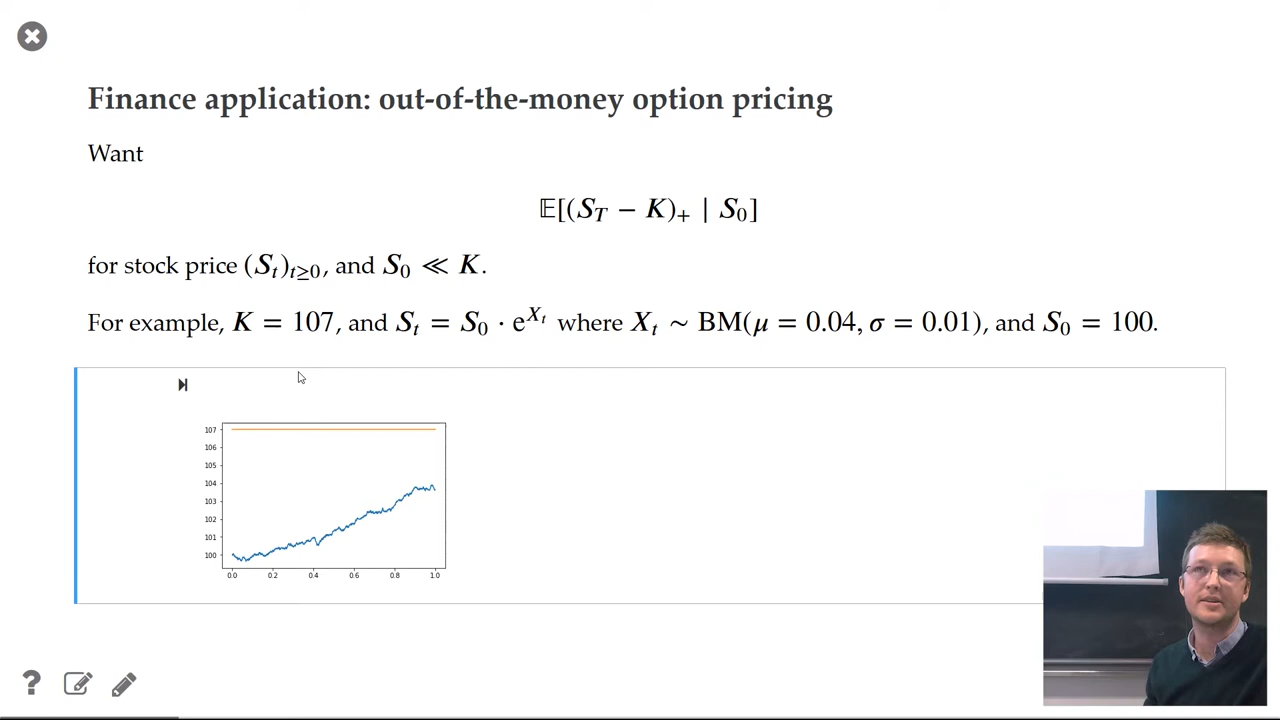 Finance application: out-of-the-money option pricing
Want
𝔼[(S_T − K)_+ | S_0]
for stock price (S_t)_{t≥0}, and S_0 ≪ K.
For example, K = 107, and S_t = S_0 · e^{X_t} where X_t ∼ BM(μ = 0.04, σ = 0.01), and S_0 = 100.
107
106
105
104
103
102
101
100
0.0 0.2 0.4 0.6 0.8 1.0
?